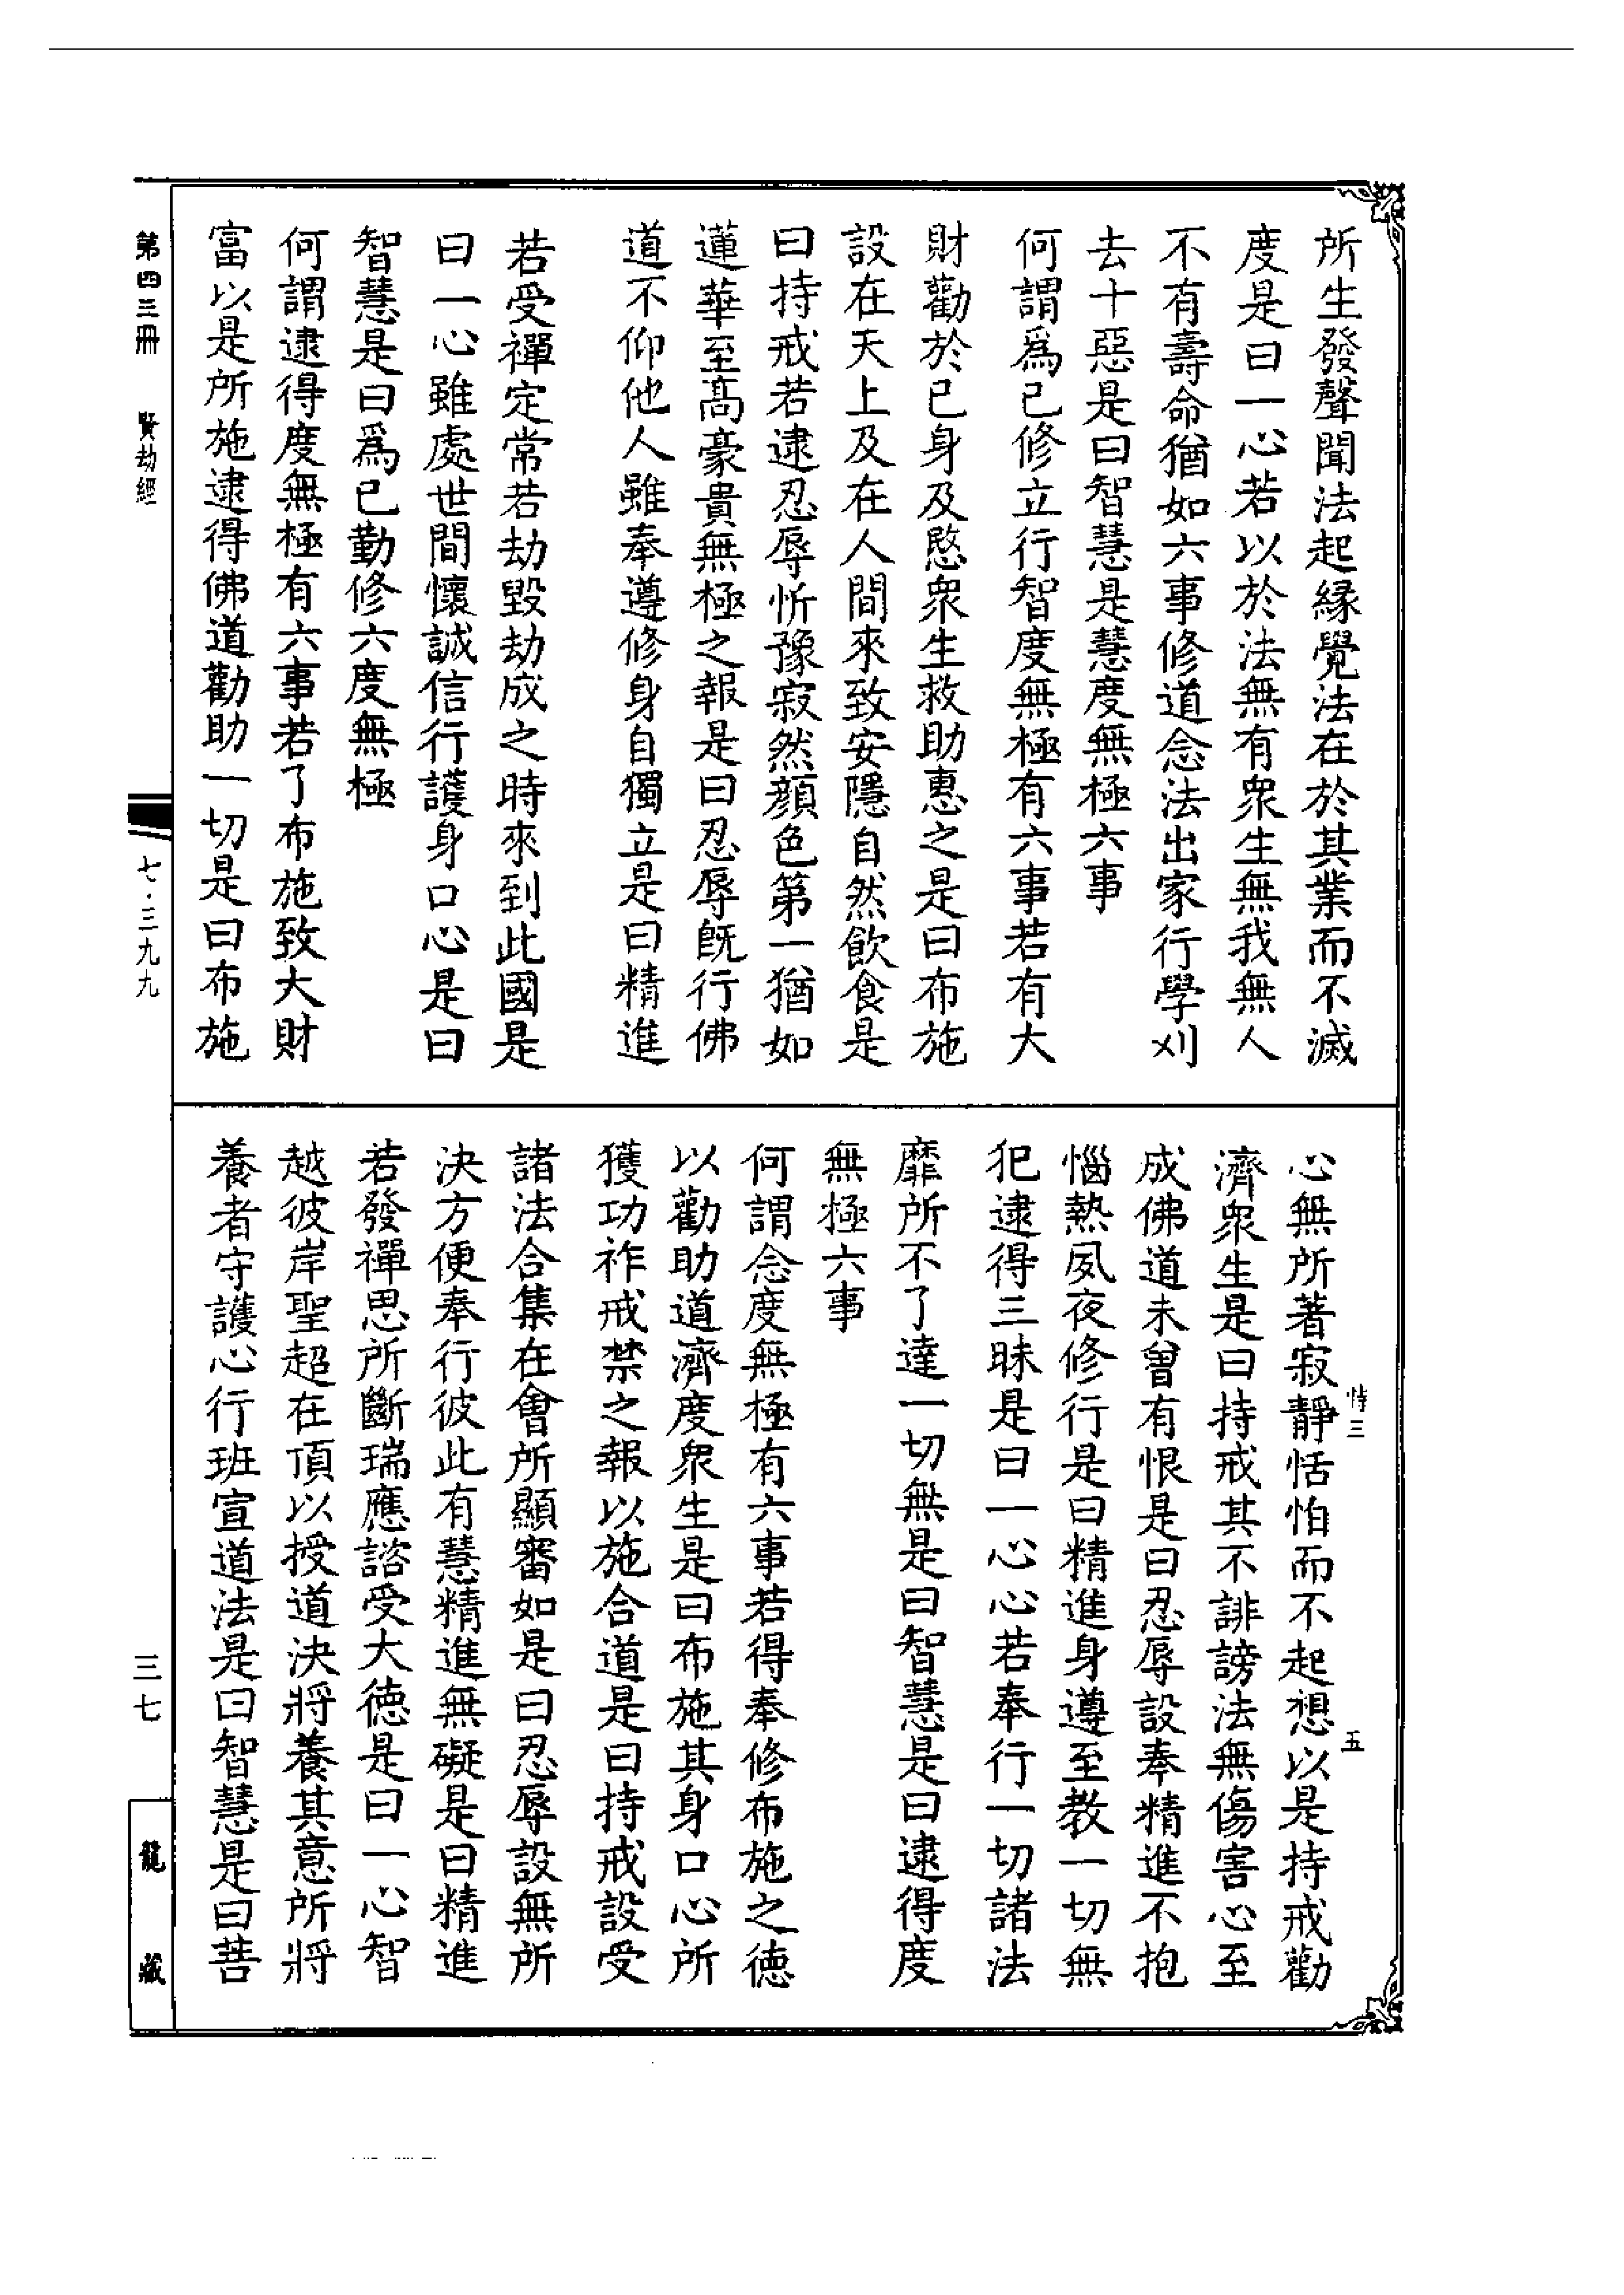 所生發聲聞法起緣覺法在於其業而不滅
度是曰一心若以於法無有眾生無我無人
不有壽命猶如六事修道念法出家行學刈
去十惡是曰智慧是慧度無極六事
何謂為已修立行智度無極有六事若有大
財勸於已身及愍眾生救助惠之是曰布施
設在天上及在人間來致安隱自然飲食是
曰持戒若逮忍辱忻豫寂然顏色第一猶如
蓮華至高豪貴無極之報是曰忍辱既行佛
道不仰他人雖奉遵修身自獨立是曰精進
若受禪定常若劫毀劫成之時來到此國是
曰一心雖處世間懷誠信行護身口心是曰
智慧是曰為已勤修六度無極
何謂逮得度無極有六事若了布施致大財
富以是所施逮得佛道勸助一切是曰布施
心無所著寂靜恬怕而不起想以是持戒勸
濟眾生是曰持戒其不誹謗法無傷害心至
成佛道未曾有恨是曰忍辱設奉精進不抱
惱熱夙夜修行是曰精進身遵至教一切無
犯逮得三昧是曰一心心若奉行一切諸法
靡所不了達一切無是曰智慧是曰逮得度
無極六事
何謂念度無極有六事若得奉修布施之德
以勸助道濟度眾生是曰布施其身口心所
獲功祚戒禁之報以施合道是曰持戒設受
諸法合集在會所顯審如是曰忍辱設無所
決方便奉行彼此有慧精進無礙是曰精進
若發禪思所斷瑞應諮受大德是曰一心智
越彼岸聖超在頂以授道決將養其意所將
養者守護心行班宣道法是曰智慧是曰菩
恃三
五
第四三冊 賢劫經
七·三九九
三七
龍藏